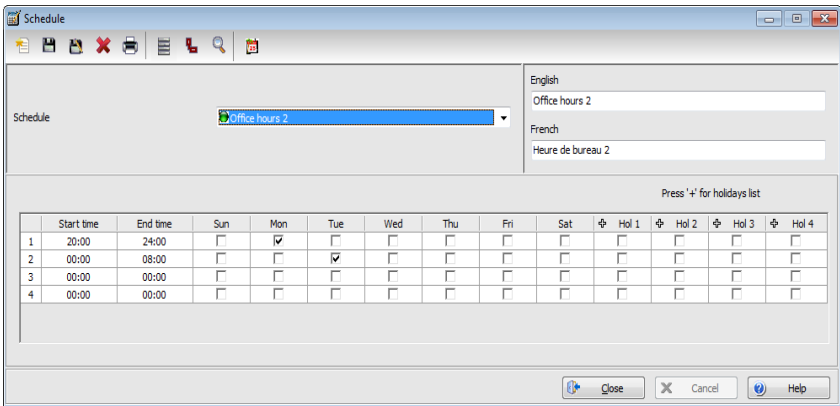 Schedule
English
Office hours 2
Schedule Office hours 2
French
Heure de bureau 2
Press '+' for holidays list
Start time End time Sun Mon Tue Wed Thu Fri Sat Hol 1 Hol 2 Hol 3 Hol 4
1 20:00 24:00
2 00:00 08:00
3 00:00 00:00
4 00:00 00:00
Close Cancel Help